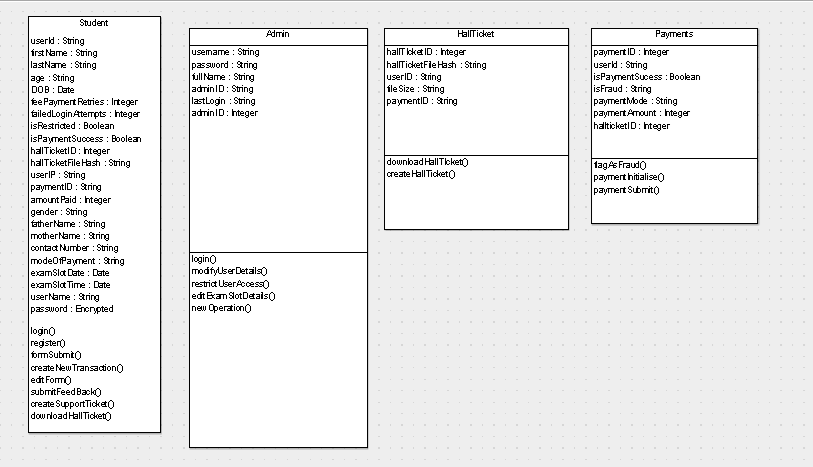 Student
userId : String
firstName : String
lastName : String
age : String
DOB : Date
feePaymentRetries : Integer
failedLoginAttempts : Integer
isRestricted : Boolean
isPaymentSuccess : Boolean
hallTicketID : Integer
hallTicketFileHash : String
userIP : String
paymentID : String
amountPaid : Integer
gender : String
fatherName : String
motherName : String
contactNumber : String
modeOfPayment : String
examSlotDate : Date
examSlotTime : Date
userName : String
password : Encrypted
login()
register()
formSubmit()
createNewTransaction()
editForm()
submitFeedBack()
createSupportTicket()
downloadHallTicket()
Admin
username : String
password : String
fullName : String
adminID : String
lastLogin : String
adminID : Integer
login()
modifyUserDetails()
restrictUserAccess()
editExamSlotDetails()
new Operation()
HallTicket
hallTicketID : Integer
hallTicketFileHash : String
userID : String
fileSize : String
paymentID : String
downloadHallTicket()
createHallTicket()
Payments
paymentID : Integer
userId : String
isPaymentSucess : Boolean
isFraud : String
paymentMode : String
paymentAmount : Integer
hallticketID : Integer
flagAsFraud()
paymentInitialise()
paymentSubmit()